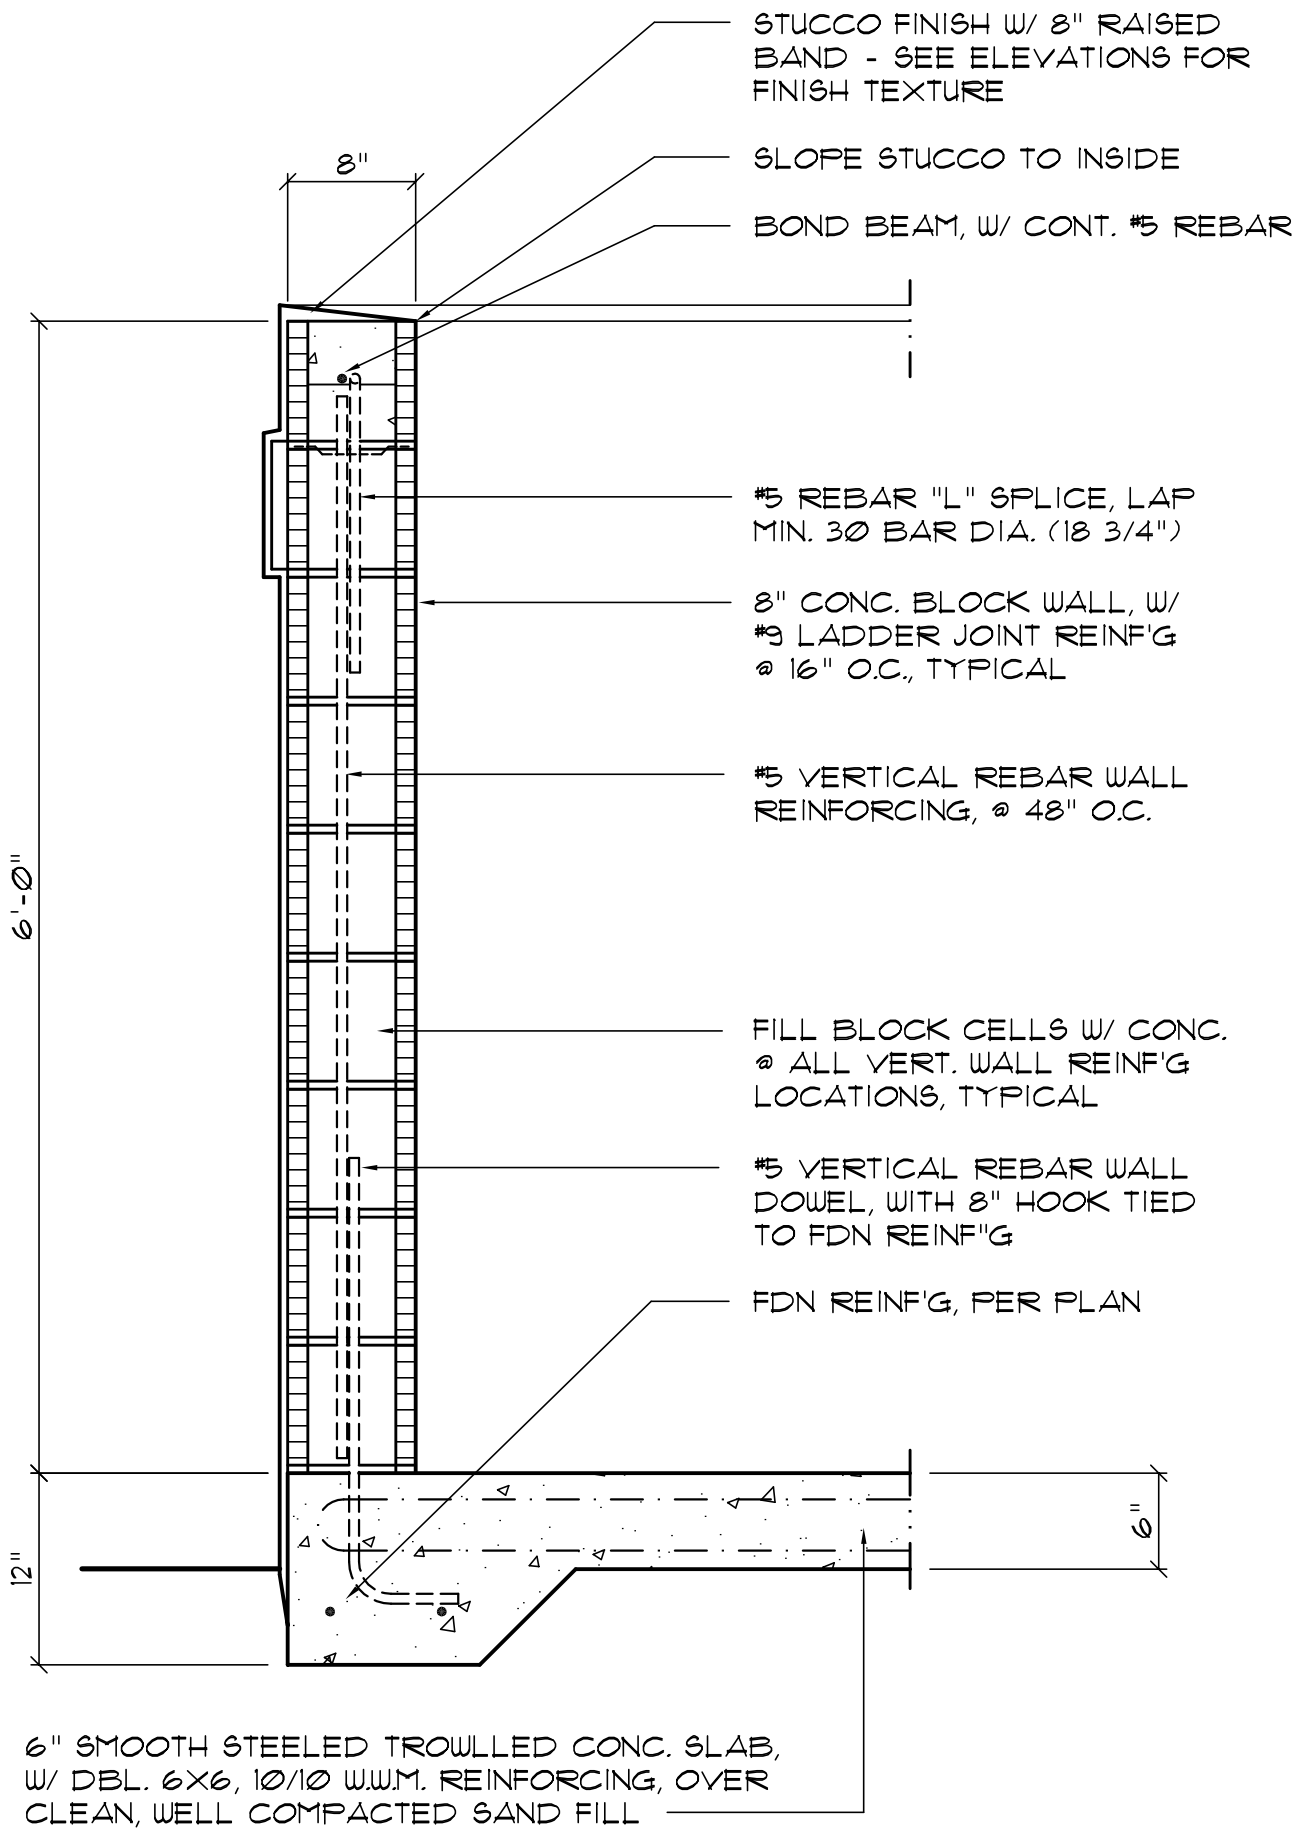 STUCCO FINISH W/ 8" RAISED
BAND - SEE ELEVATIONS FOR
FINISH TEXTURE
8"
SLOPE STUCCO TO INSIDE
BOND BEAM, W/ CONT. #5 REBAR
#5 REBAR "L" SPLICE, LAP
MIN. 30 BAR DIA. (18 3/4")
8" CONC. BLOCK WALL, W/
#9 LADDER JOINT REINF'G
@ 16" O.C., TYPICAL
#5 VERTICAL REBAR WALL
REINFORCING, @ 48" O.C.
6'-0"
FILL BLOCK CELLS W/ CONC.
@ ALL VERT. WALL REINF'G
LOCATIONS, TYPICAL
#5 VERTICAL REBAR WALL
DOWEL, WITH 8" HOOK TIED
TO FDN REINF"G
FDN REINF'G, PER PLAN
6"
12"
6" SMOOTH STEELED TROWLLED CONC. SLAB,
W/ DBL. 6X6, 10/10 W.W.M. REINFORCING, OVER
CLEAN, WELL COMPACTED SAND FILL